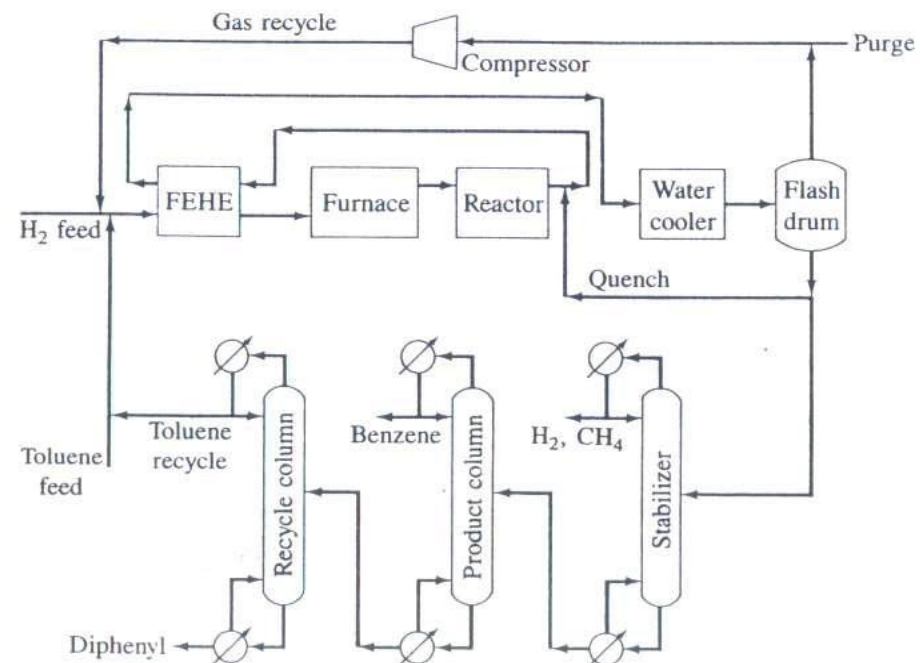 Gas recycle
Purge
Compressor
FEHE
Furnace
Reactor
Water
cooler
Flash
drum
H₂ feed
Quench
Toluene
recycle
Benzene
H₂, CH₄
Toluene
feed
Recycle column
Product column
Stabilizer
Diphenyl